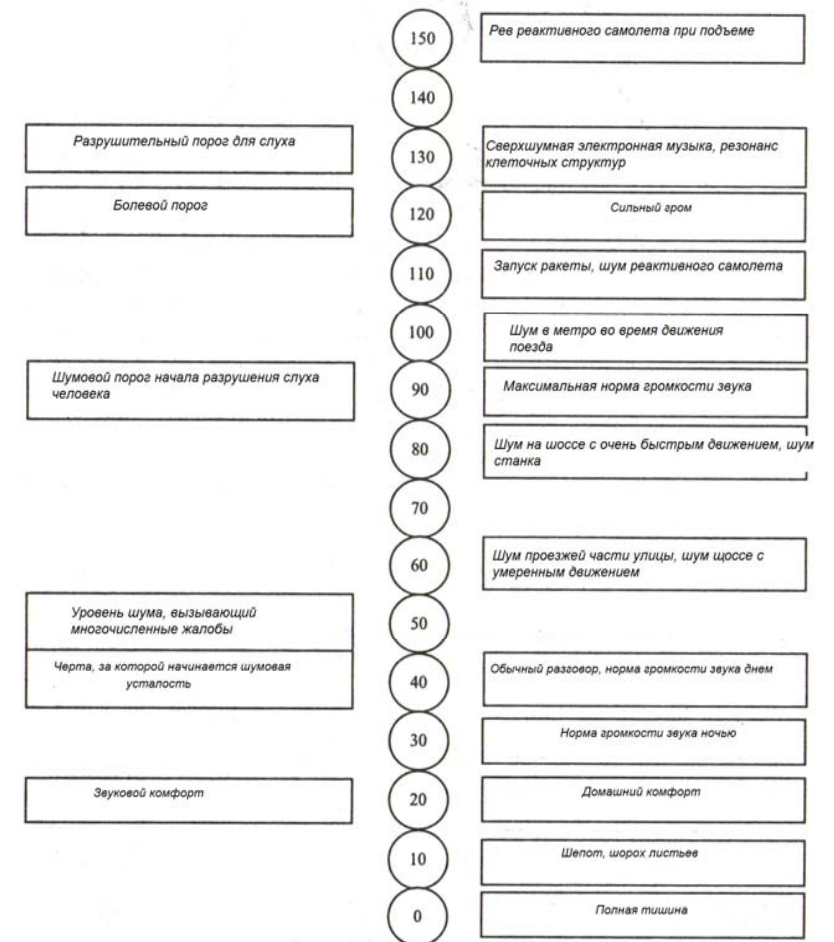 150
Рев реактивного самолета при подъеме
140
Разрушительный порог для слуха
130
Сверхшумная электронная музыка, резонанс
клеточных структур
Болевой порог
120
Сильный гром
110
Запуск ракеты, шум реактивного самолета
100
Шум в метро во время движения
поезда
Шумовой порог начала разрушения слуха
человека
90
Максимальная норма громкости звука
80
Шум на шоссе с очень быстрым движением, шум
станка
70
60
Шум проезжей части улицы, шум щоссе с
умеренным движением
Уровень шума, вызывающий
многочисленные жалобы
50
Черта, за которой начинается шумовая
усталость
40
Обычный разговор, норма громкости звука днем
30
Норма громкости звука ночью
Звуковой комфорт
20
Домашний комфорт
10
Шепот, шорох листьев
0
Полная тишина